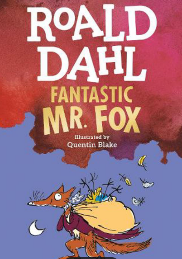 ROALD
DAHL
FANTASTIC
MR. FOX
Illustrated by
Quentin Blake